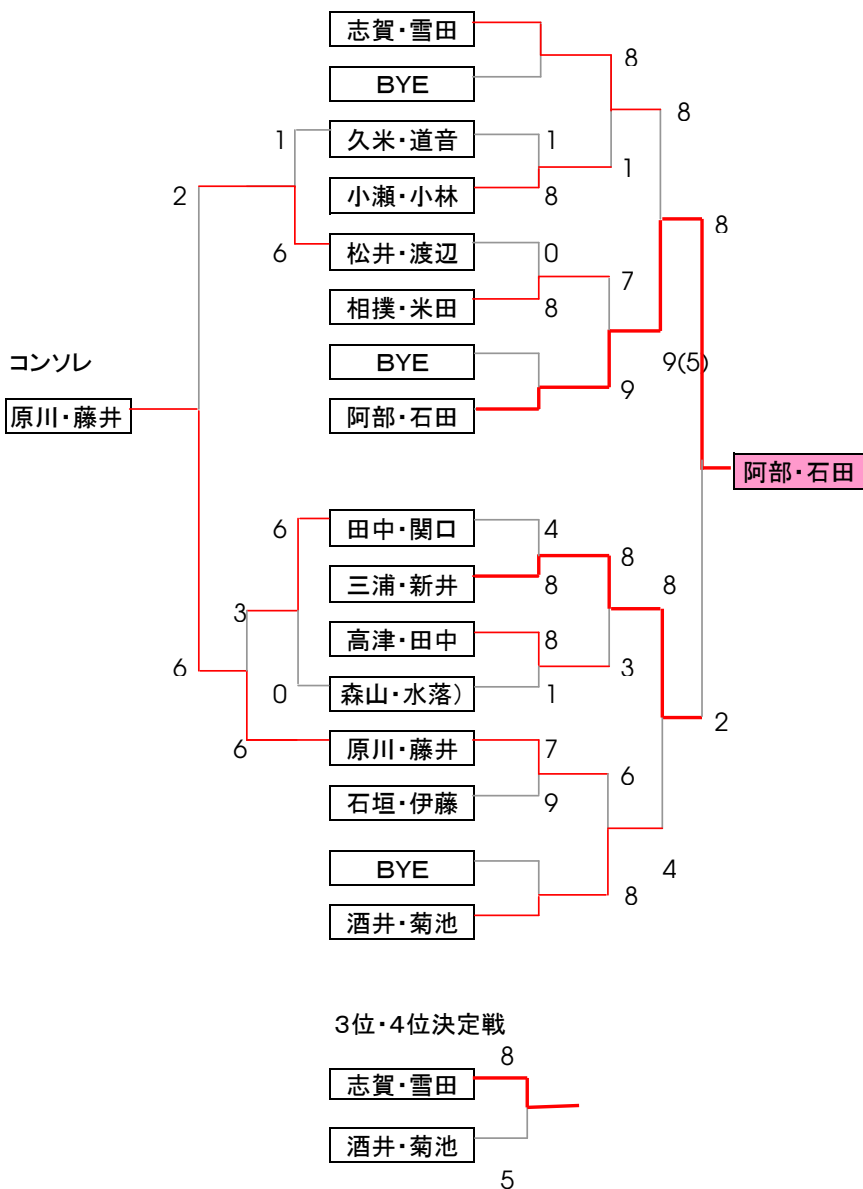 志賀・雪田
8
BYE
8
1 久米・道音 1
1
2
小瀬・小林 8
8
6 松井・渡辺 0
7
相撲・米田 8
コンソレ
BYE 9(5)
9
原川・藤井
阿部・石田
阿部・石田
6 田中・関口 4
8 8
三浦・新井 8
3
高津・田中 8
6 3
0 森山・水落） 1
2
6 原川・藤井 7
6
石垣・伊藤 9
BYE 4
8
酒井・菊池
３位・４位決定戦
8
志賀・雪田
酒井・菊池
5